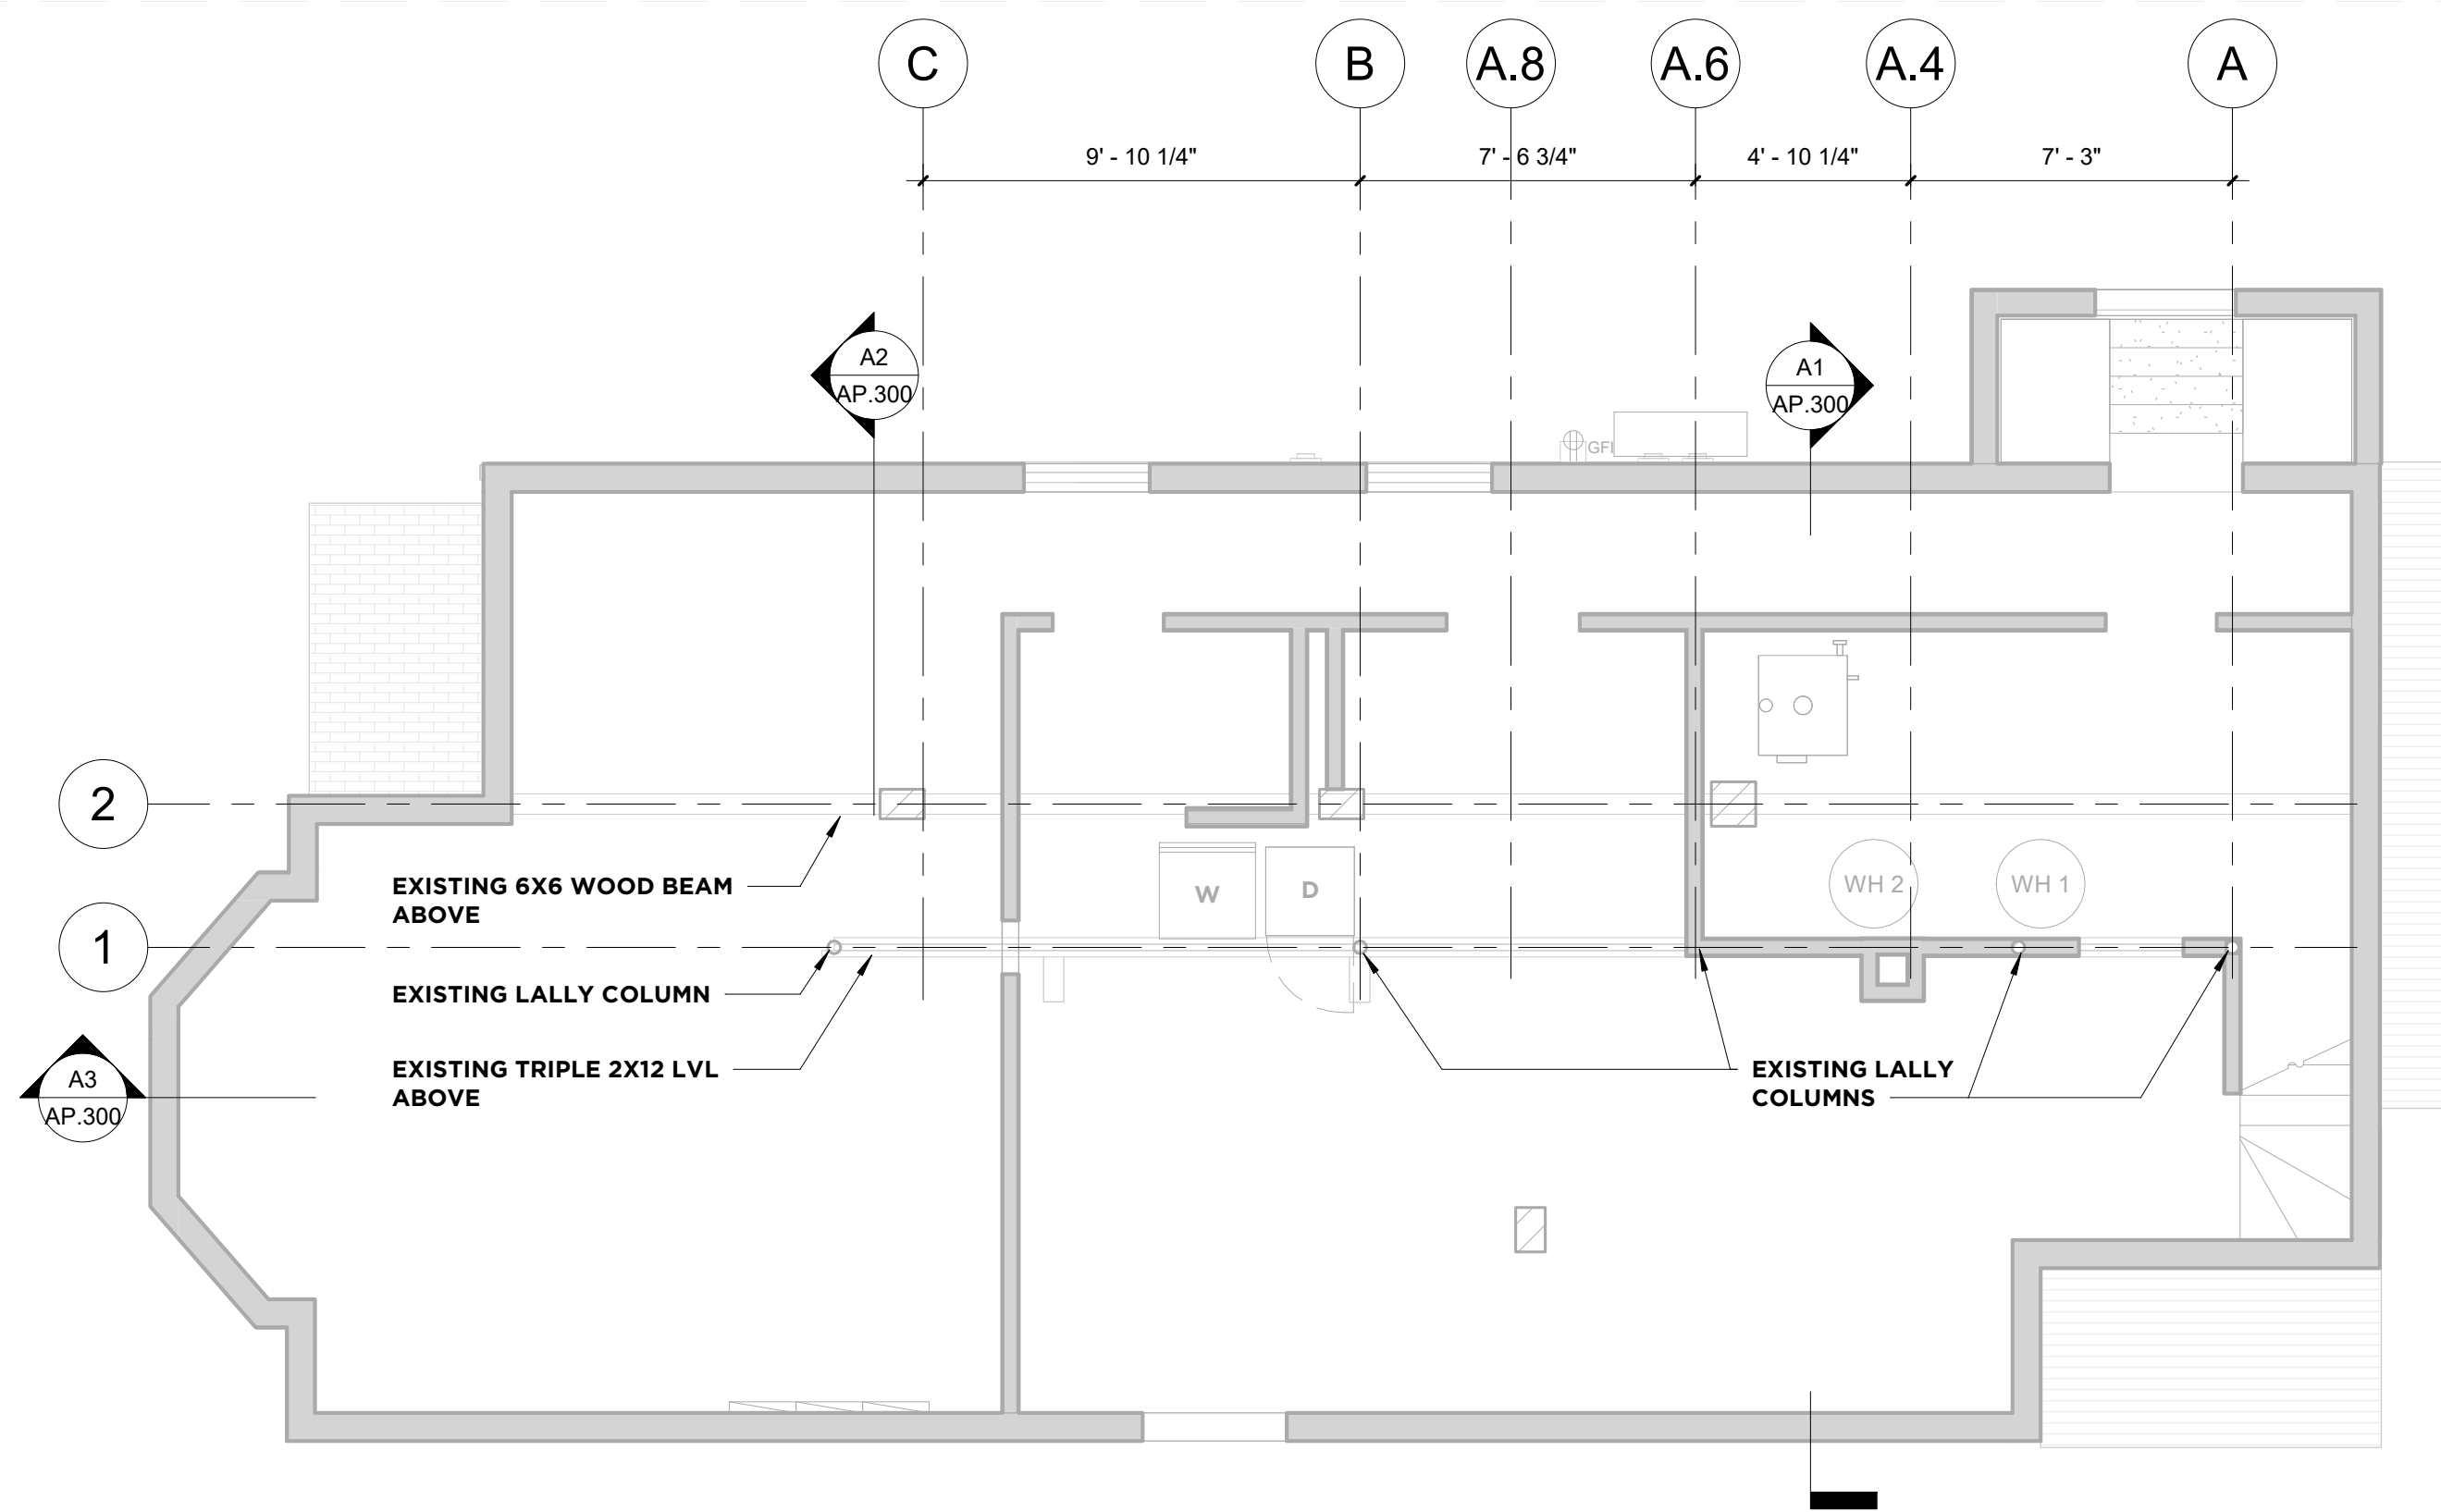 C
B
A.8
A.6
A.4
A
9' - 10 1/4"
7' - 6 3/4"
4' - 10 1/4"
7' - 3"
A2
AP.300
A1
AP.300
GFI
2
EXISTING 6X6 WOOD BEAM
ABOVE
W
D
WH 2
WH 1
1
EXISTING LALLY COLUMN
EXISTING TRIPLE 2X12 LVL
ABOVE
EXISTING LALLY
COLUMNS
A3
AP.300